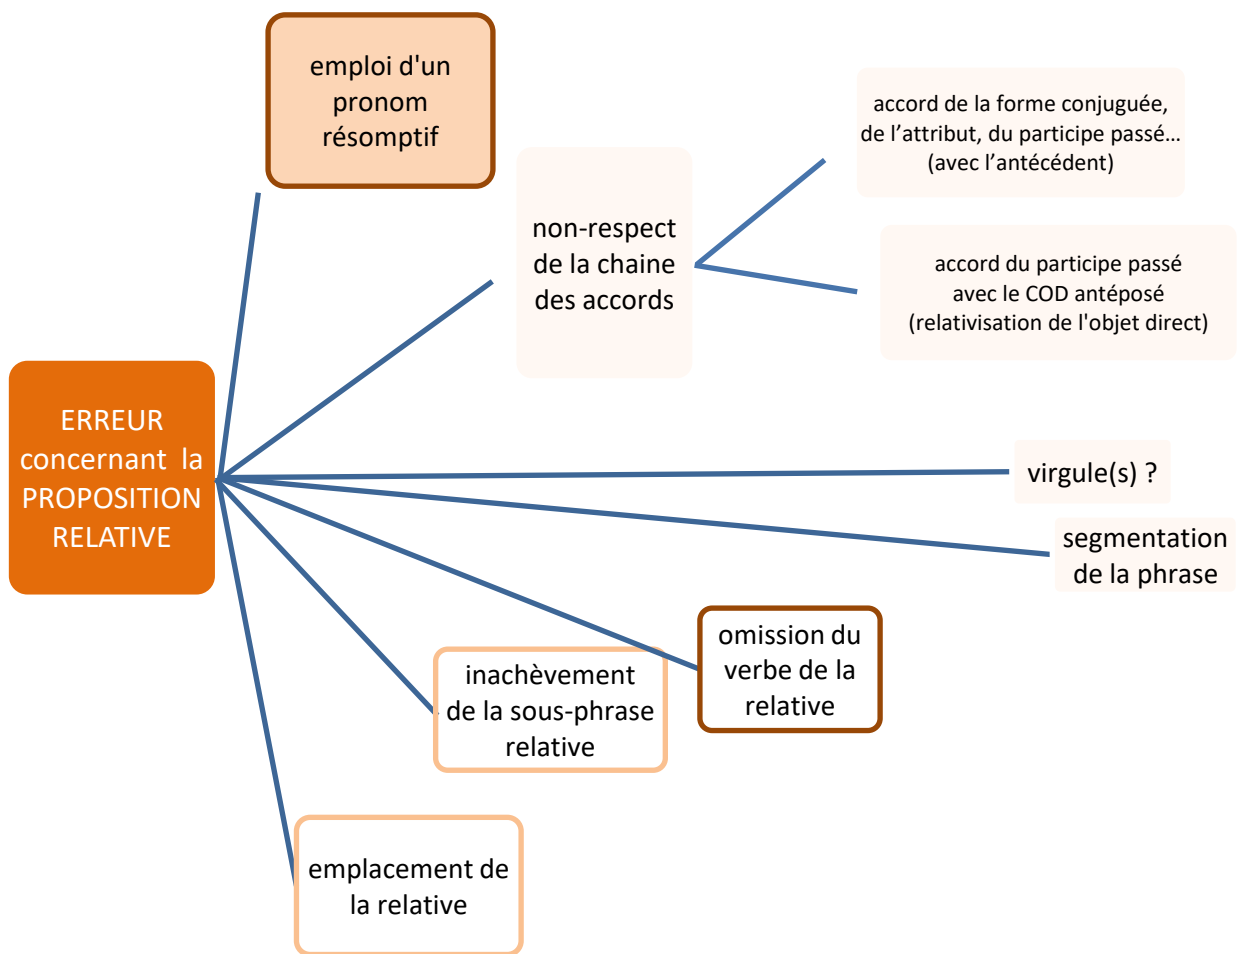 emploi d'un
pronom
résomptif
accord de la forme conjuguée,
de l’attribut, du participe passé…
(avec l’antécédent)
non-respect
de la chaine
des accords
accord du participe passé
avec le COD antéposé
(relativisation de l'objet direct)
ERREUR
concernant la
PROPOSITION
RELATIVE
virgule(s) ?
segmentation
de la phrase
omission du
verbe de la
relative
inachèvement
de la sous-phrase
relative
emplacement de
la relative